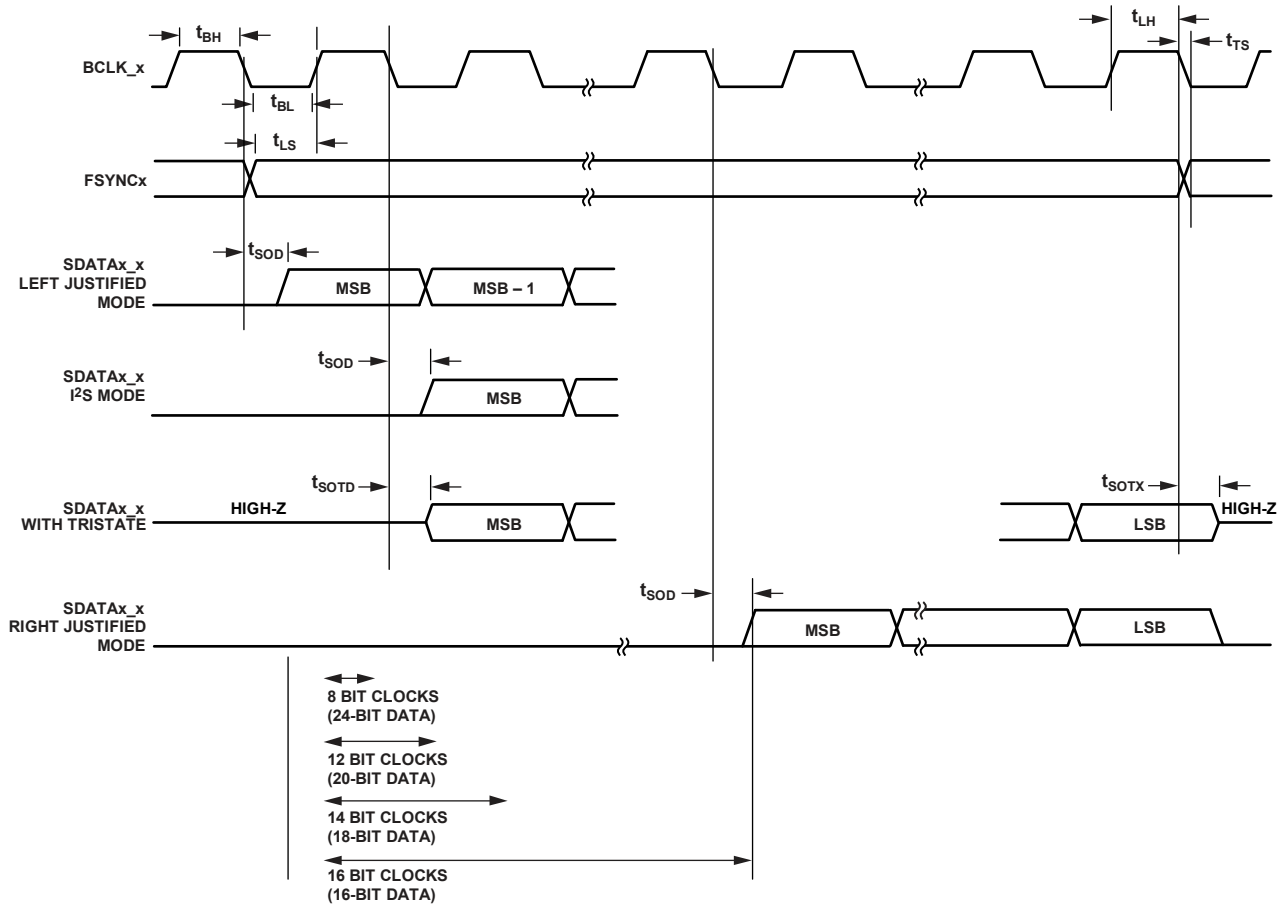 tBH
tLH
tTS
BCLK_x
tBL
tLS
FSYNCx
tSOD
SDATAx_x
LEFT JUSTIFIED
MODE
MSB
MSB – 1
tSOD
SDATAx_x
I2S MODE
MSB
tSOTD
tSOTX
SDATAx_x
WITH TRISTATE
HIGH-Z
MSB
LSB
HIGH-Z
tSOD
SDATAx_x
RIGHT JUSTIFIED
MODE
MSB
LSB
8 BIT CLOCKS
(24-BIT DATA)
12 BIT CLOCKS
(20-BIT DATA)
14 BIT CLOCKS
(18-BIT DATA)
16 BIT CLOCKS
(16-BIT DATA)